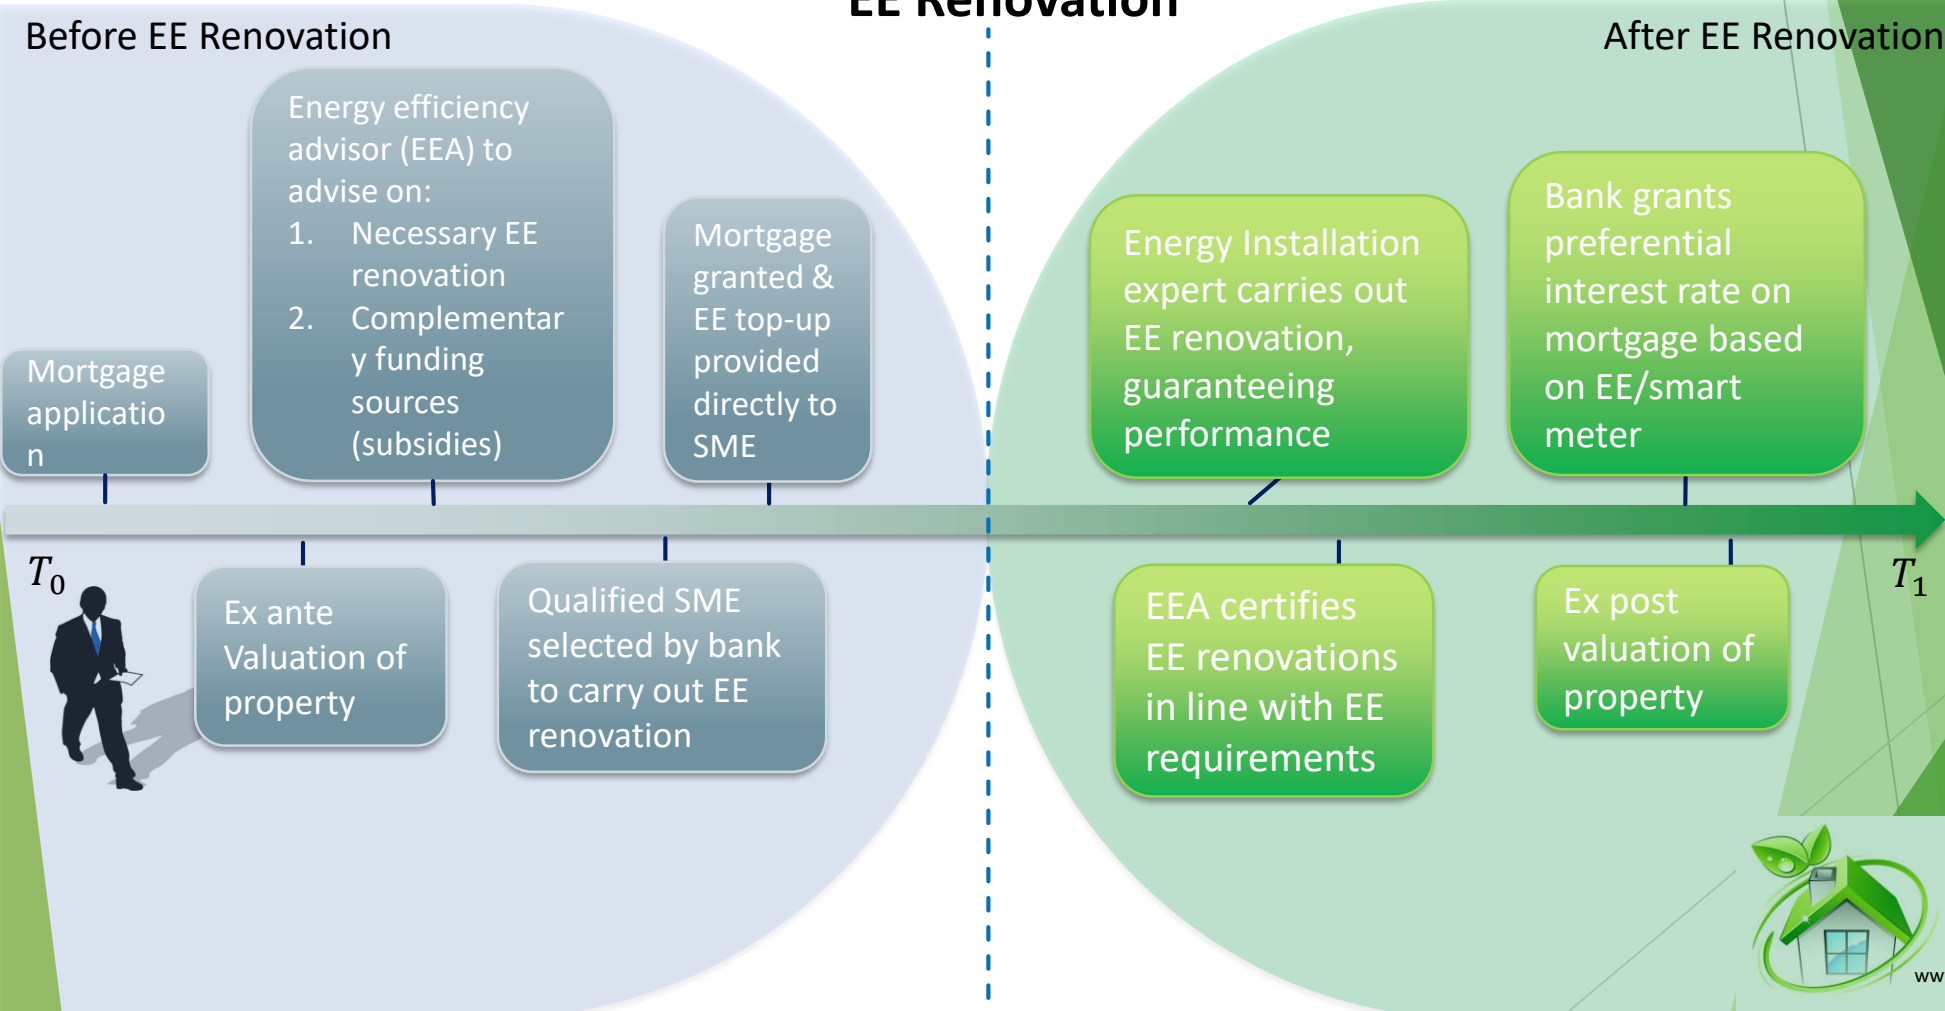 EE Renovation
Before EE Renovation
After EE Renovation
Mortgage
applicatio
n
Energy efficiency
advisor (EEA) to
advise on:
1. Necessary EE
renovation
2. Complementar
y funding
sources
(subsidies)
Mortgage
granted &
EE top-up
provided
directly to
SME
Energy Installation
expert carries out
EE renovation,
guaranteeing
performance
Bank grants
preferential
interest rate on
mortgage based
on EE/smart
meter
T₀
Ex ante
Valuation of
property
Qualified SME
selected by bank
to carry out EE
renovation
EEA certifies
EE renovations
in line with EE
requirements
Ex post
valuation of
property
T₁
ww